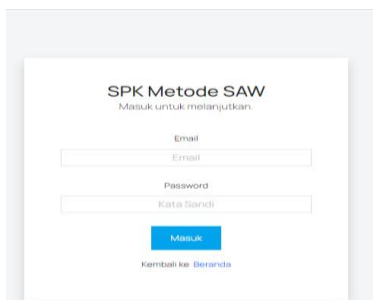 SPK Metode SAW
Masuk untuk melanjutkan.
Email
Email
Password
Kata Sandi
Masuk
Kembali ke Beranda